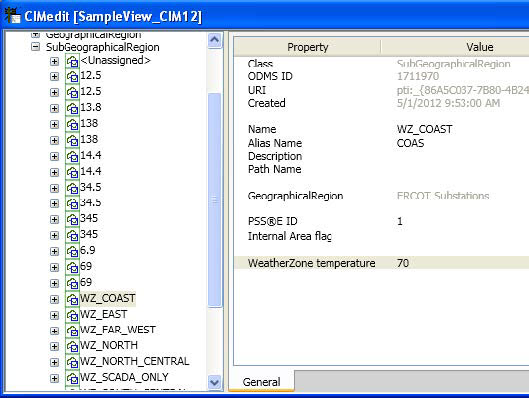 CIMedit [SampleView_CIM12]
GeographicalRegion
SubGeographicalRegion
<Unassigned>
12.5
12.5
13.8
138
138
14.4
14.4
34.5
34.5
345
345
6.9
69
69
WZ_COAST
WZ_EAST
WZ_FAR_WEST
WZ_NORTH
WZ_NORTH_CENTRAL
WZ_SCADA_ONLY
Property Value
Class SubGeographicalRegion
ODMS ID 1711970
URI pti:_{86A5C037-7B80-4B24
Created 5/1/2012 9:53:00 AM
Name WZ_COAST
Alias Name COAS
Description
Path Name
GeographicalRegion ERCOT Substations
PSS®E ID 1
Internal Area flag
WeatherZone temperature 70
General